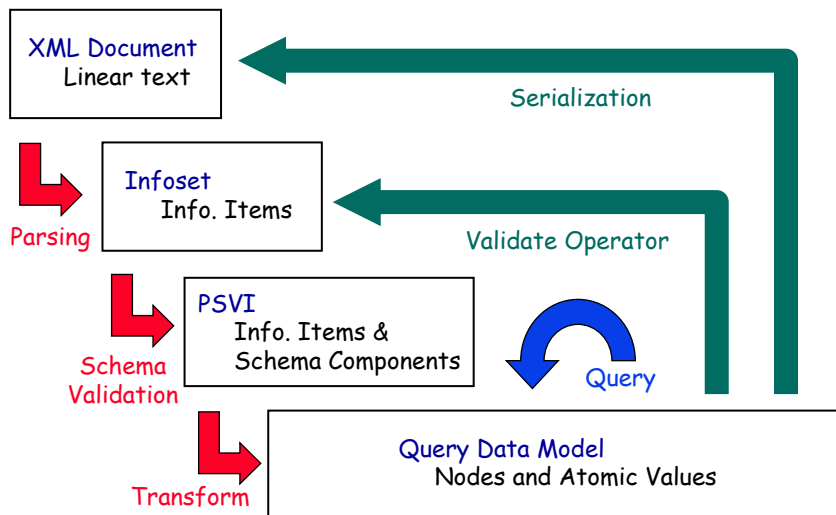 XML Document
Linear text
Serialization
Infoset
Info. Items
Parsing
Validate Operator
PSVI
Info. Items &
Schema Components
Schema
Validation
Query
Query Data Model
Nodes and Atomic Values
Transform